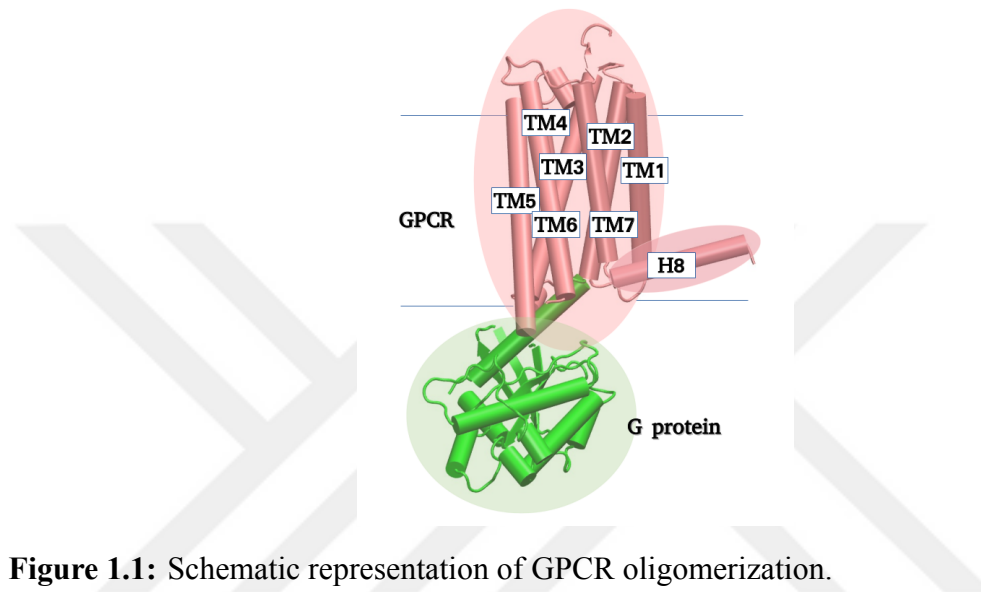 TM4
TM2
TM3
TM1
TM5
GPCR
TM6
TM7
H8
G protein
Figure 1.1: Schematic representation of GPCR oligomerization.